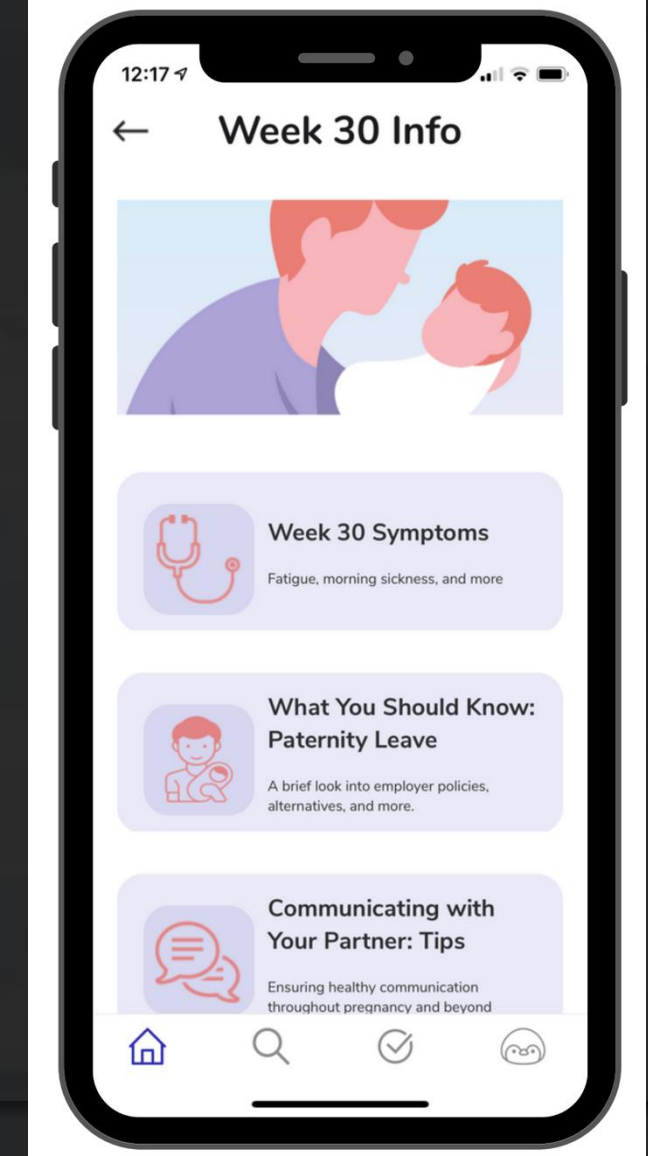 12:17
Week 30 Info
Week 30 Symptoms
Fatigue, morning sickness, and more
What You Should Know:
Paternity Leave
A brief look into employer policies,
alternatives, and more.
Communicating with
Your Partner: Tips
Ensuring healthy communication
throughout pregnancy and beyond